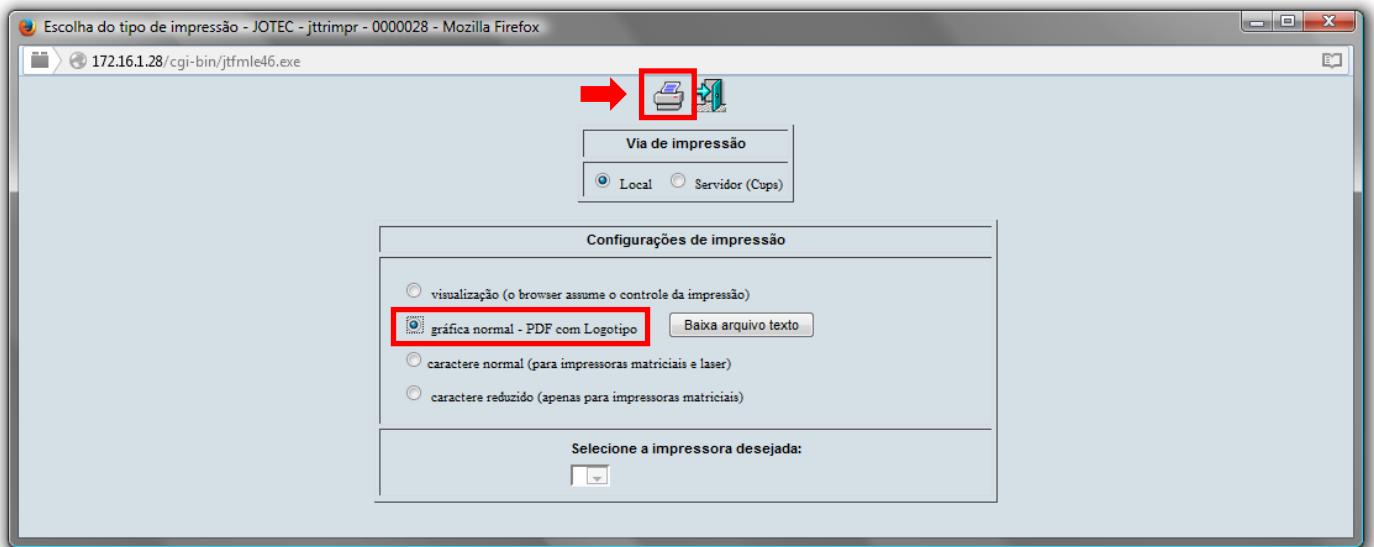 Escolha do tipo de impressão - JOTEC - jttrimpr - 0000028 - Mozilla Firefox
172.16.1.28/cgi-bin/jtfmle46.exe
Via de impressão
Local Servidor (Cups)
Configurações de impressão
visualização (o browser assume o controle da impressão)
gráfica normal - PDF com Logotipo Baixa arquivo texto
caractere normal (para impressoras matriciais e laser)
caractere reduzido (apenas para impressoras matriciais)
Selecione a impressora desejada: